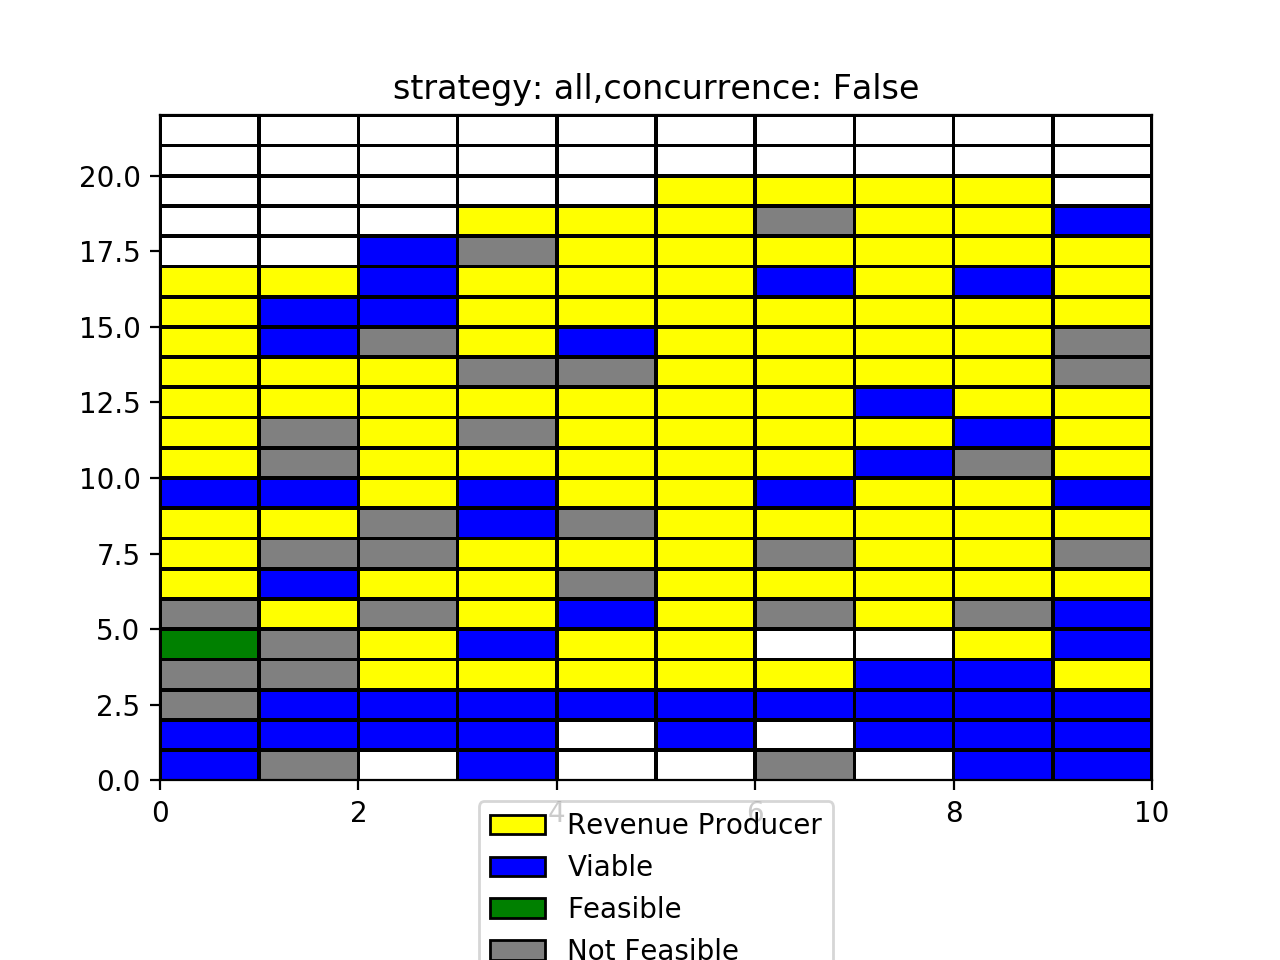 strategy: all,concurrence: False
20.0
17.5
15.0
12.5
10.0
7.5
5.0
2.5
0.0
0 2 4 6 8 10
Revenue Producer
Viable
Feasible
Not Feasible